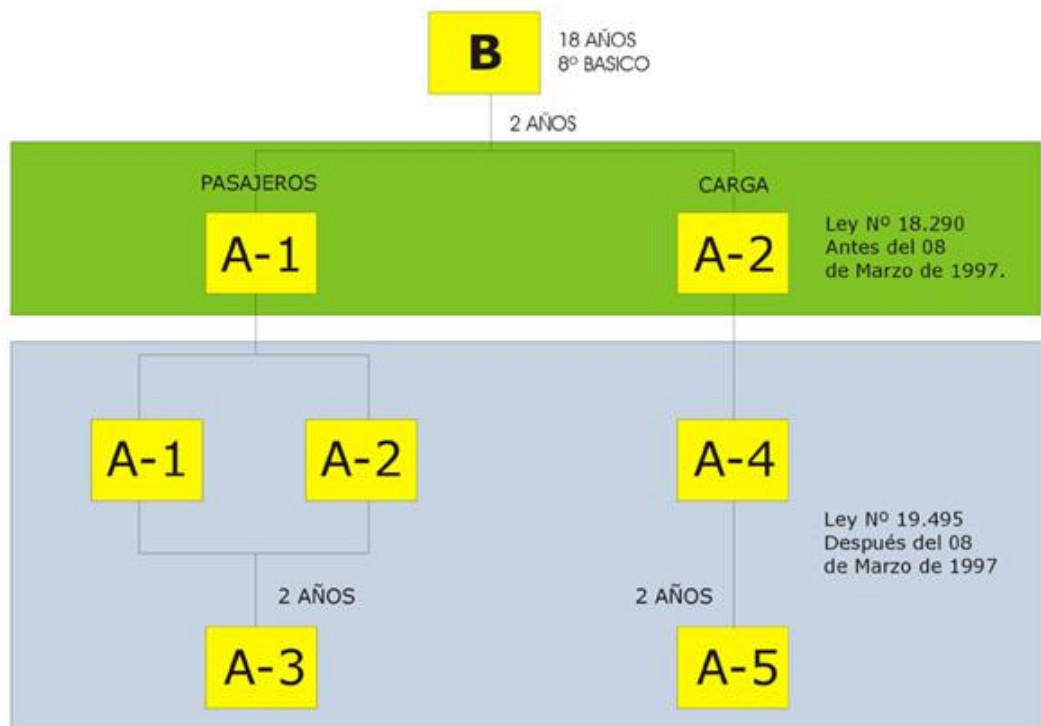 B
18 AÑOS
8º BASICO
2 AÑOS
PASAJEROS
CARGA
A-1
A-2
Ley Nº 18.290
Antes del 08
de Marzo de 1997.
A-1
A-2
A-4
Ley Nº 19.495
Después del 08
de Marzo de 1997
2 AÑOS
2 AÑOS
A-3
A-5